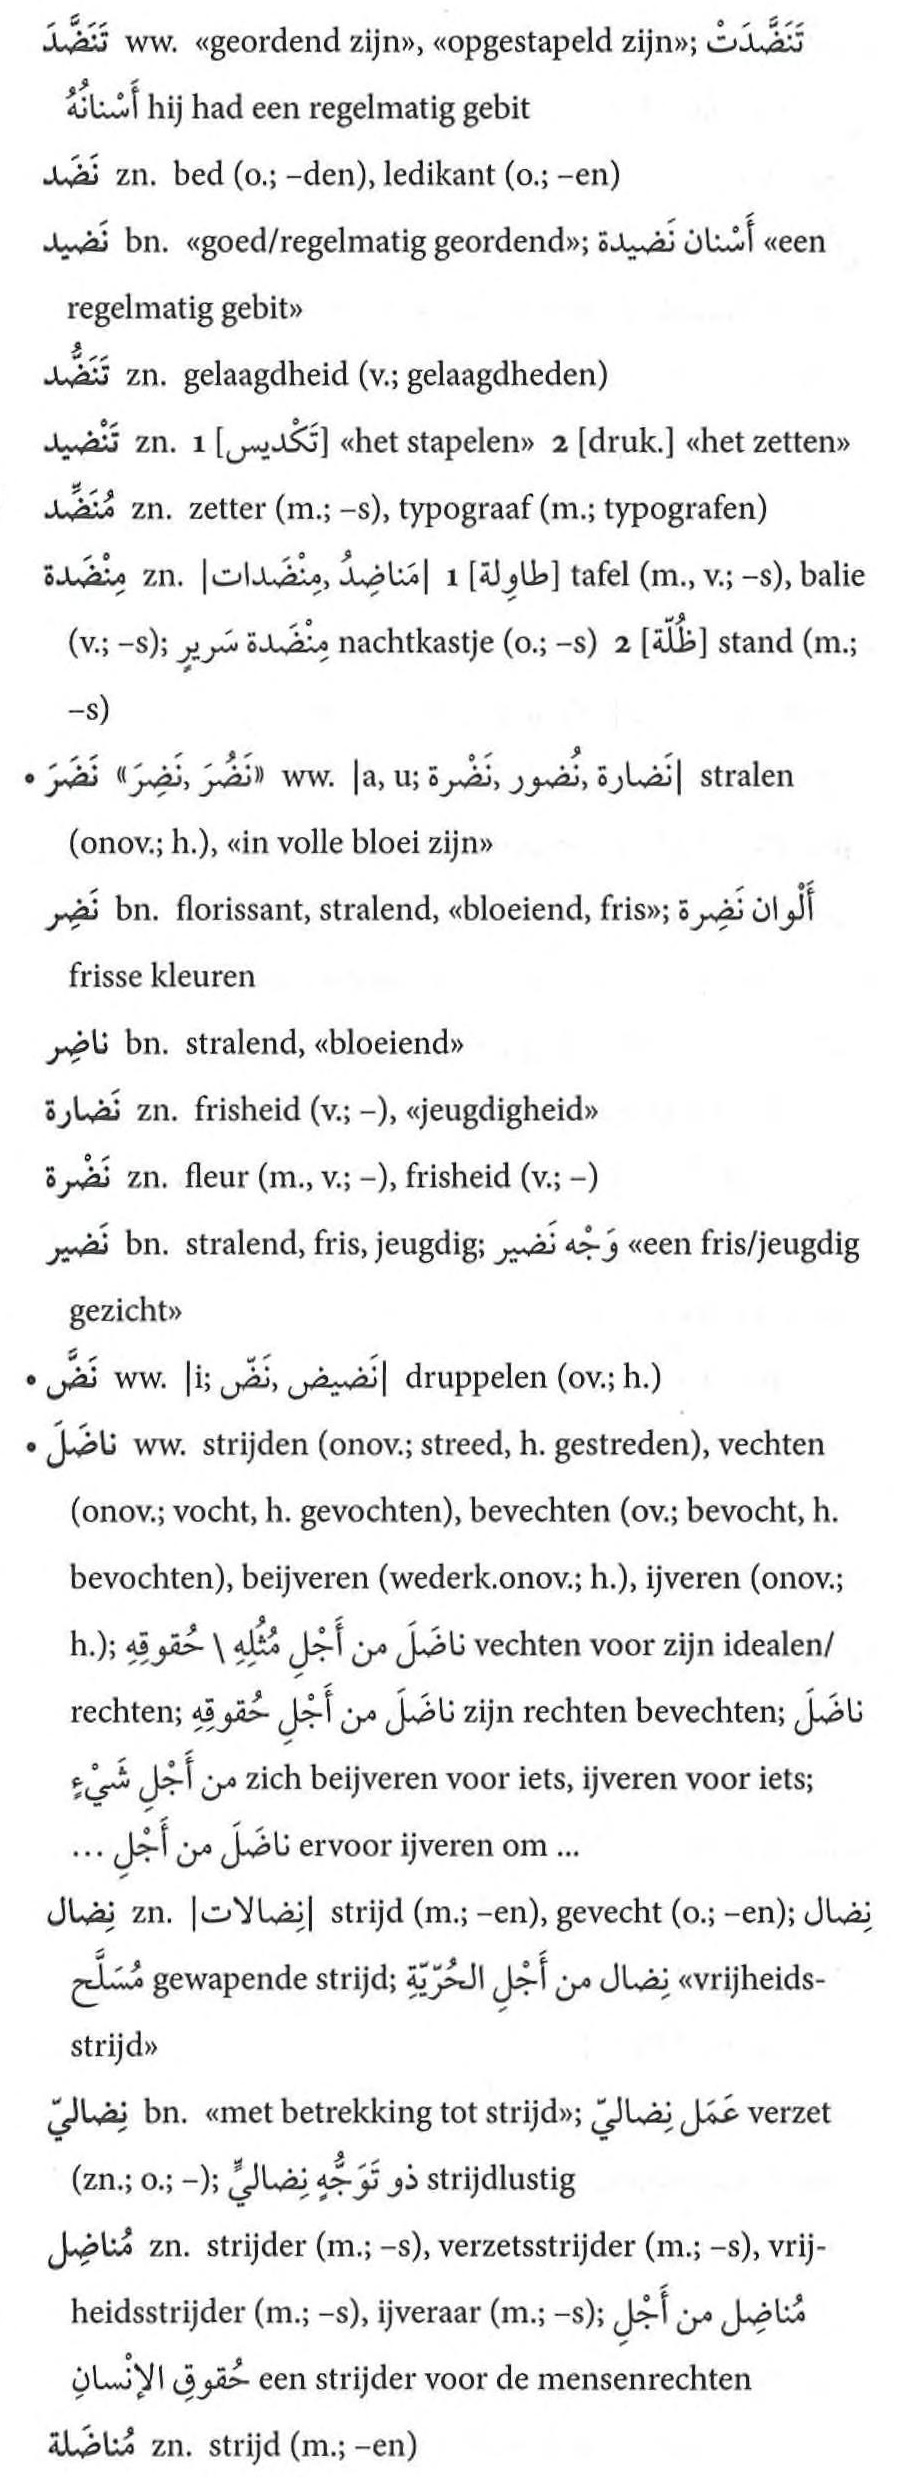 تَنَضَّدَ ww. «geordend zijn», «opgestapeld zijn»; تَنَضَّدَتْ
أَسْنانُهُ hij had een regelmatig gebit
نَضَد zn. bed (o.; –den), ledikant (o.; –en)
نَضيد bn. «goed/regelmatig geordend»; أَسْنان نَضيدة «een
regelmatig gebit»
تَنَضُّد zn. gelaagdheid (v.; gelaagdheden)
تَنْضيد zn. 1 [تَكْديس] «het stapelen» 2 [druk.] «het zetten»
مُنَضِّد zn. zetter (m.; –s), typograaf (m.; typografen)
مِنْضَدة zn. |مَناضِدُ, مِنْضَدات| 1 [طاوِلة] tafel (m., v.; –s), balie
(v.; –s); مِنْضَدة سَريرٍ nachtkastje (o.; –s) 2 [ظُلّة] stand (m.;
–s)
• نَضَرَ «نَضُرَ, نَضِرَ» ww. |a, u; نَضارة, نُضور, نَضْرة| stralen
(onov.; h.), «in volle bloei zijn»
نَضِر bn. florissant, stralend, «bloeiend, fris»; أَلْوان نَضِرة
frisse kleuren
ناضِر bn. stralend, «bloeiend»
نَضارة zn. frisheid (v.; –), «jeugdigheid»
نَضْرة zn. fleur (m., v.; –), frisheid (v.; –)
نَضير bn. stralend, fris, jeugdig; وَجْه نَضير «een fris/jeugdig
gezicht»
• نَضَّ ww. |i; نَضيض, نَضّ| druppelen (ov.; h.)
• ناضَلَ ww. strijden (onov.; streed, h. gestreden), vechten
(onov.; vocht, h. gevochten), bevechten (ov.; bevocht, h.
bevochten), beijveren (wederk.onov.; h.), ijveren (onov.;
h.); ناضَلَ من أَجْلِ مُثُلِهِ \ حُقوقِهِ vechten voor zijn idealen/
rechten; ناضَلَ من أَجْلِ حُقوقِهِ zijn rechten bevechten; ناضَلَ
من أَجْلِ شَيْءٍ zich beijveren voor iets, ijveren voor iets;
ناضَلَ من أَجْلِ ... ervoor ijveren om ...
نِضال zn. |نِضالات| strijd (m.; –en), gevecht (o.; –en); نِضال
مُسَلَّح gewapende strijd; نِضال من أَجْلِ الحُرّيّةِ «vrijheids-
strijd»
نِضاليّ bn. «met betrekking tot strijd»; عَمَل نِضاليّ verzet
(zn.; o.; –); ذو تَوَجُّهٍ نِضاليٍّ strijdlustig
مُناضِل zn. strijder (m.; –s), verzetsstrijder (m.; –s), vrij-
heidsstrijder (m.; –s), ijveraar (m.; –s); مُناضِل من أَجْلِ
حُقوقِ الإنْسانِ een strijder voor de mensenrechten
مُناضَلة zn. strijd (m.; –en)